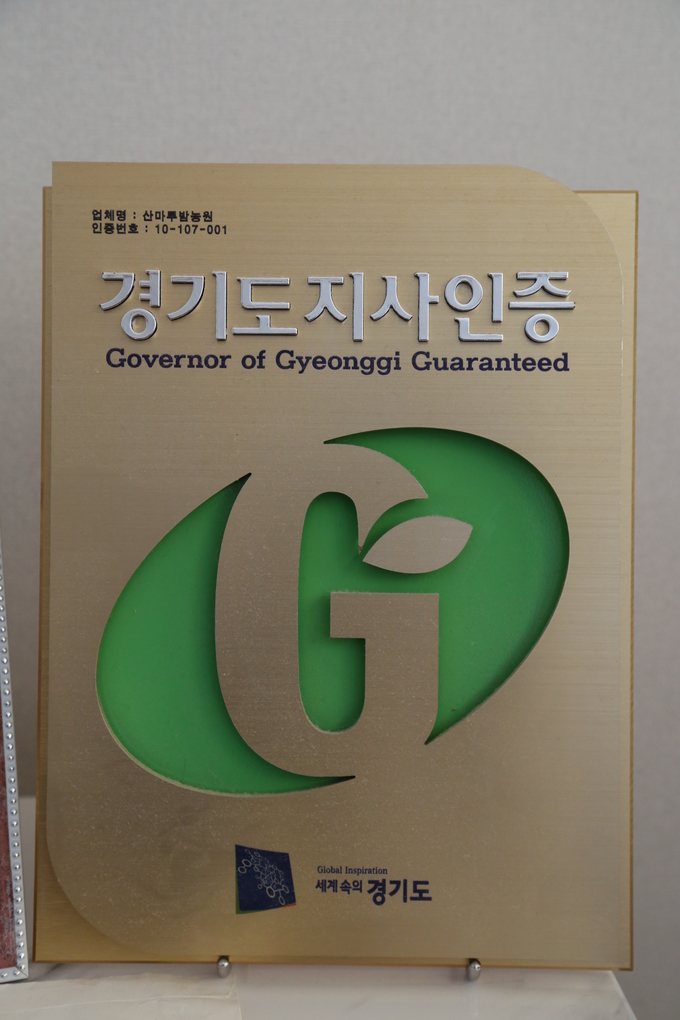 업체명 : 산마루밤농원
인증번호 : 10-107-001
경기도지사인증
Governor of Gyeonggi Guaranteed
G
Global Inspiration
세계 속의 경기도